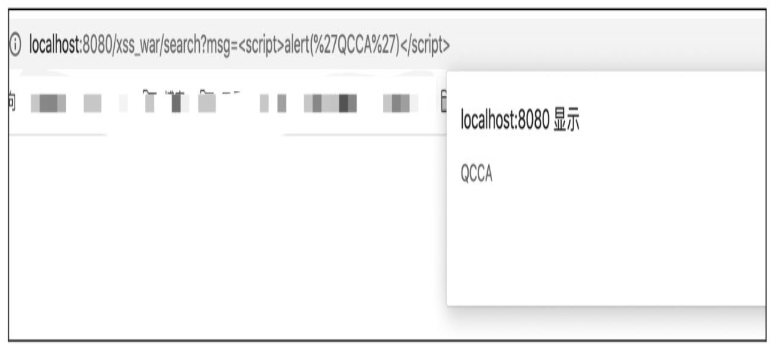 localhost:8080/xss_war/search?msg=<script>alert(%27QCCA%27)</script>
localhost:8080 显示
QCCA